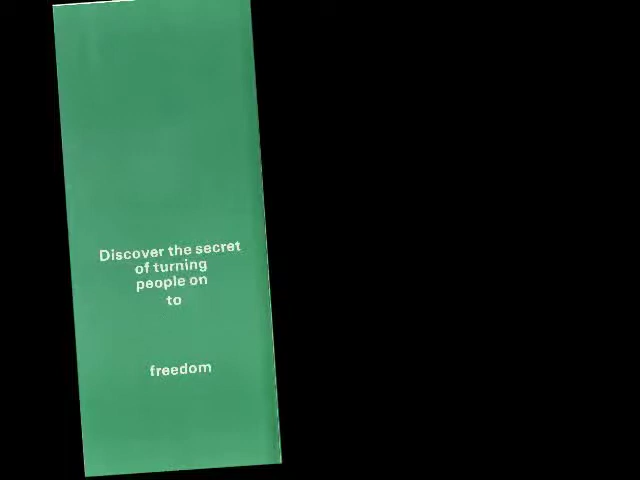 Discover the secret
of turning
people on
to
freedom